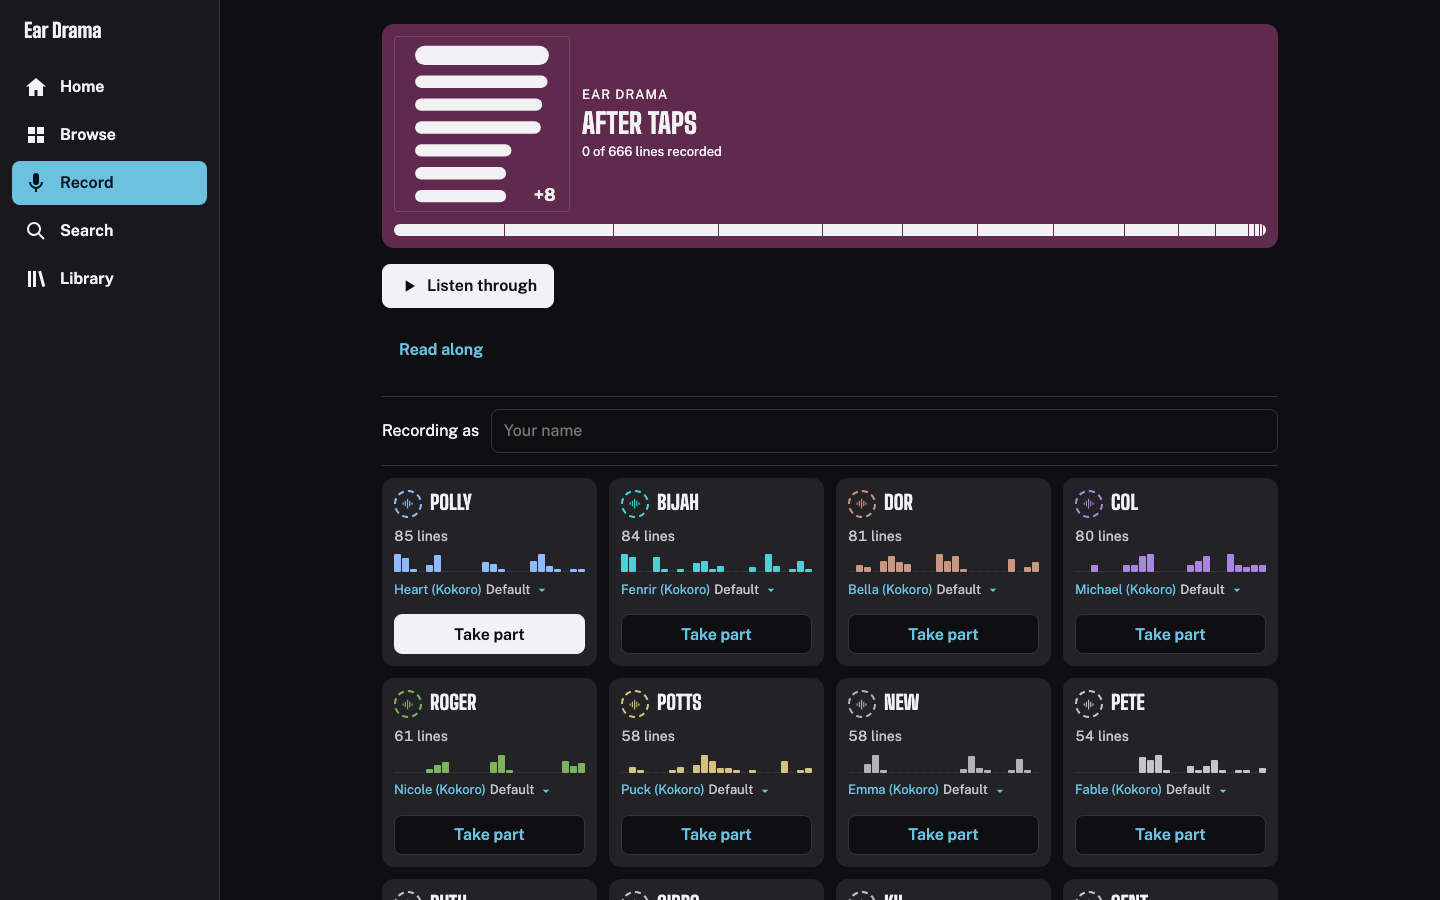 Ear Drama
Home
Browse
Record
Search
Library
+8
EAR DRAMA
AFTER TAPS
0 of 666 lines recorded
Listen through
Read along
Recording as
Your name
POLLY
85 lines
Heart (Kokoro) Default
Take part
BIJAH
84 lines
Fenrir (Kokoro) Default
Take part
DOR
81 lines
Bella (Kokoro) Default
Take part
COL
80 lines
Michael (Kokoro) Default
Take part
ROGER
61 lines
Nicole (Kokoro) Default
Take part
POTTS
58 lines
Puck (Kokoro) Default
Take part
NEW
58 lines
Emma (Kokoro) Default
Take part
PETE
54 lines
Fable (Kokoro) Default
Take part